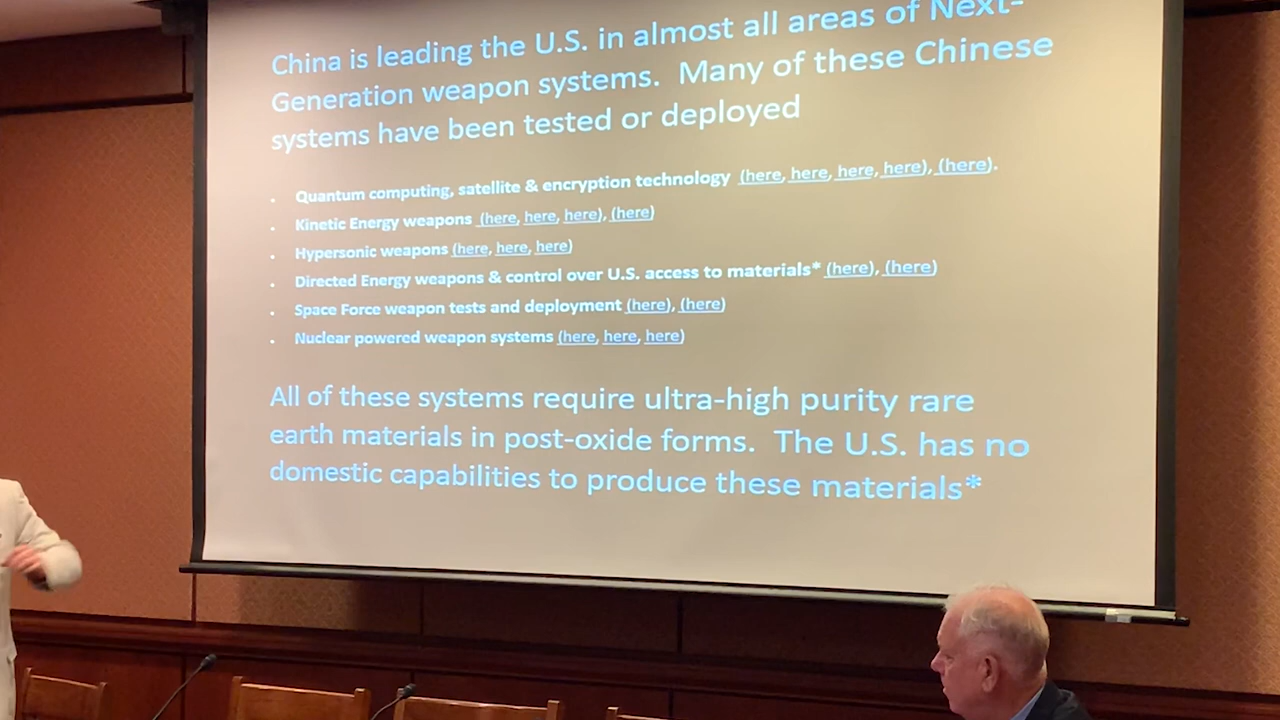 China is leading the U.S. in almost all areas of Next-
Generation weapon systems. Many of these Chinese
systems have been tested or deployed
• Quantum computing, satellite & encryption technology (here, here, here, here), (here).
• Kinetic Energy weapons (here, here, here), (here)
• Hypersonic weapons (here, here, here)
• Directed Energy weapons & control over U.S. access to materials* (here), (here)
• Space Force weapon tests and deployment (here), (here)
• Nuclear powered weapon systems (here, here, here)
All of these systems require ultra-high purity rare
earth materials in post-oxide forms. The U.S. has no
domestic capabilities to produce these materials*